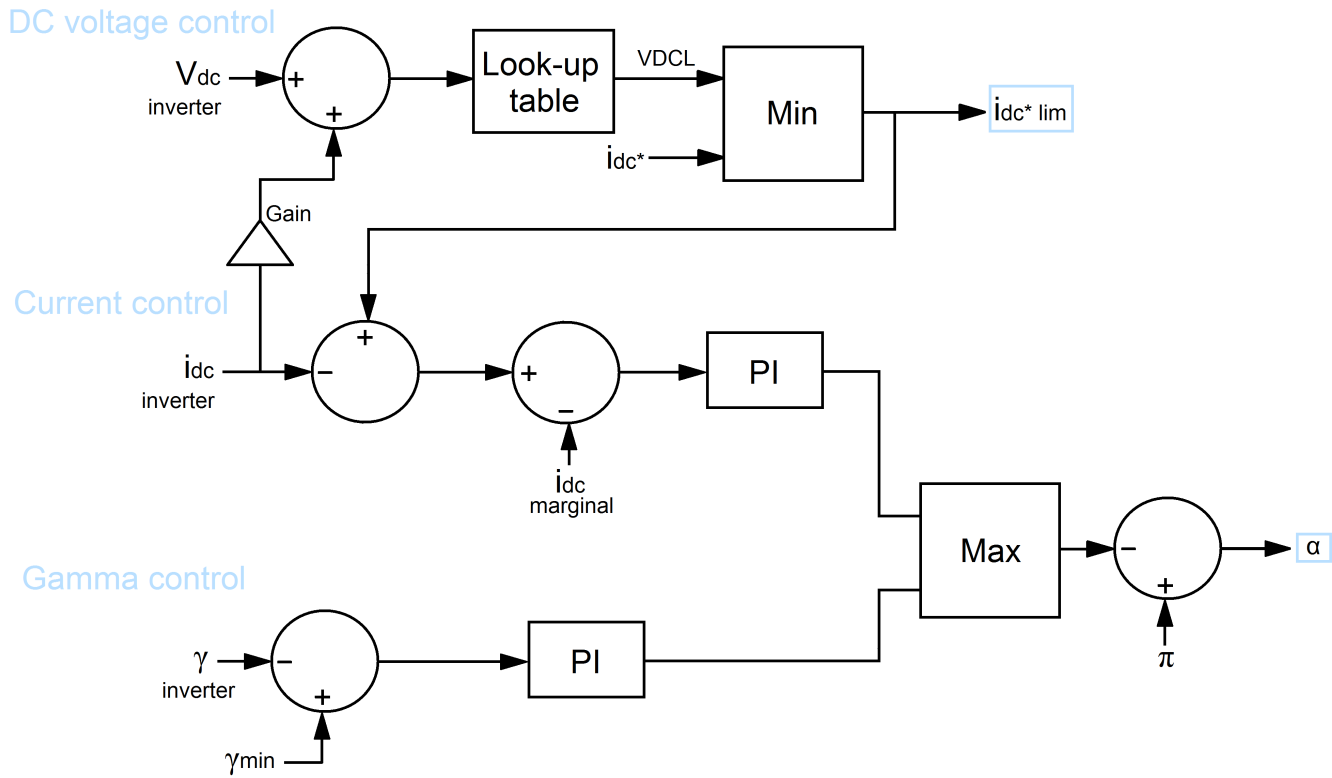 DC voltage control
Vdc
inverter
+
+
Look-up
table
VDCL
idc*
Min
idc* lim
Gain
Current control
idc
inverter
−
+
+
−
idc
marginal
PI
Max
−
+
π
α
Gamma control
γ
inverter
−
+
γmin
PI